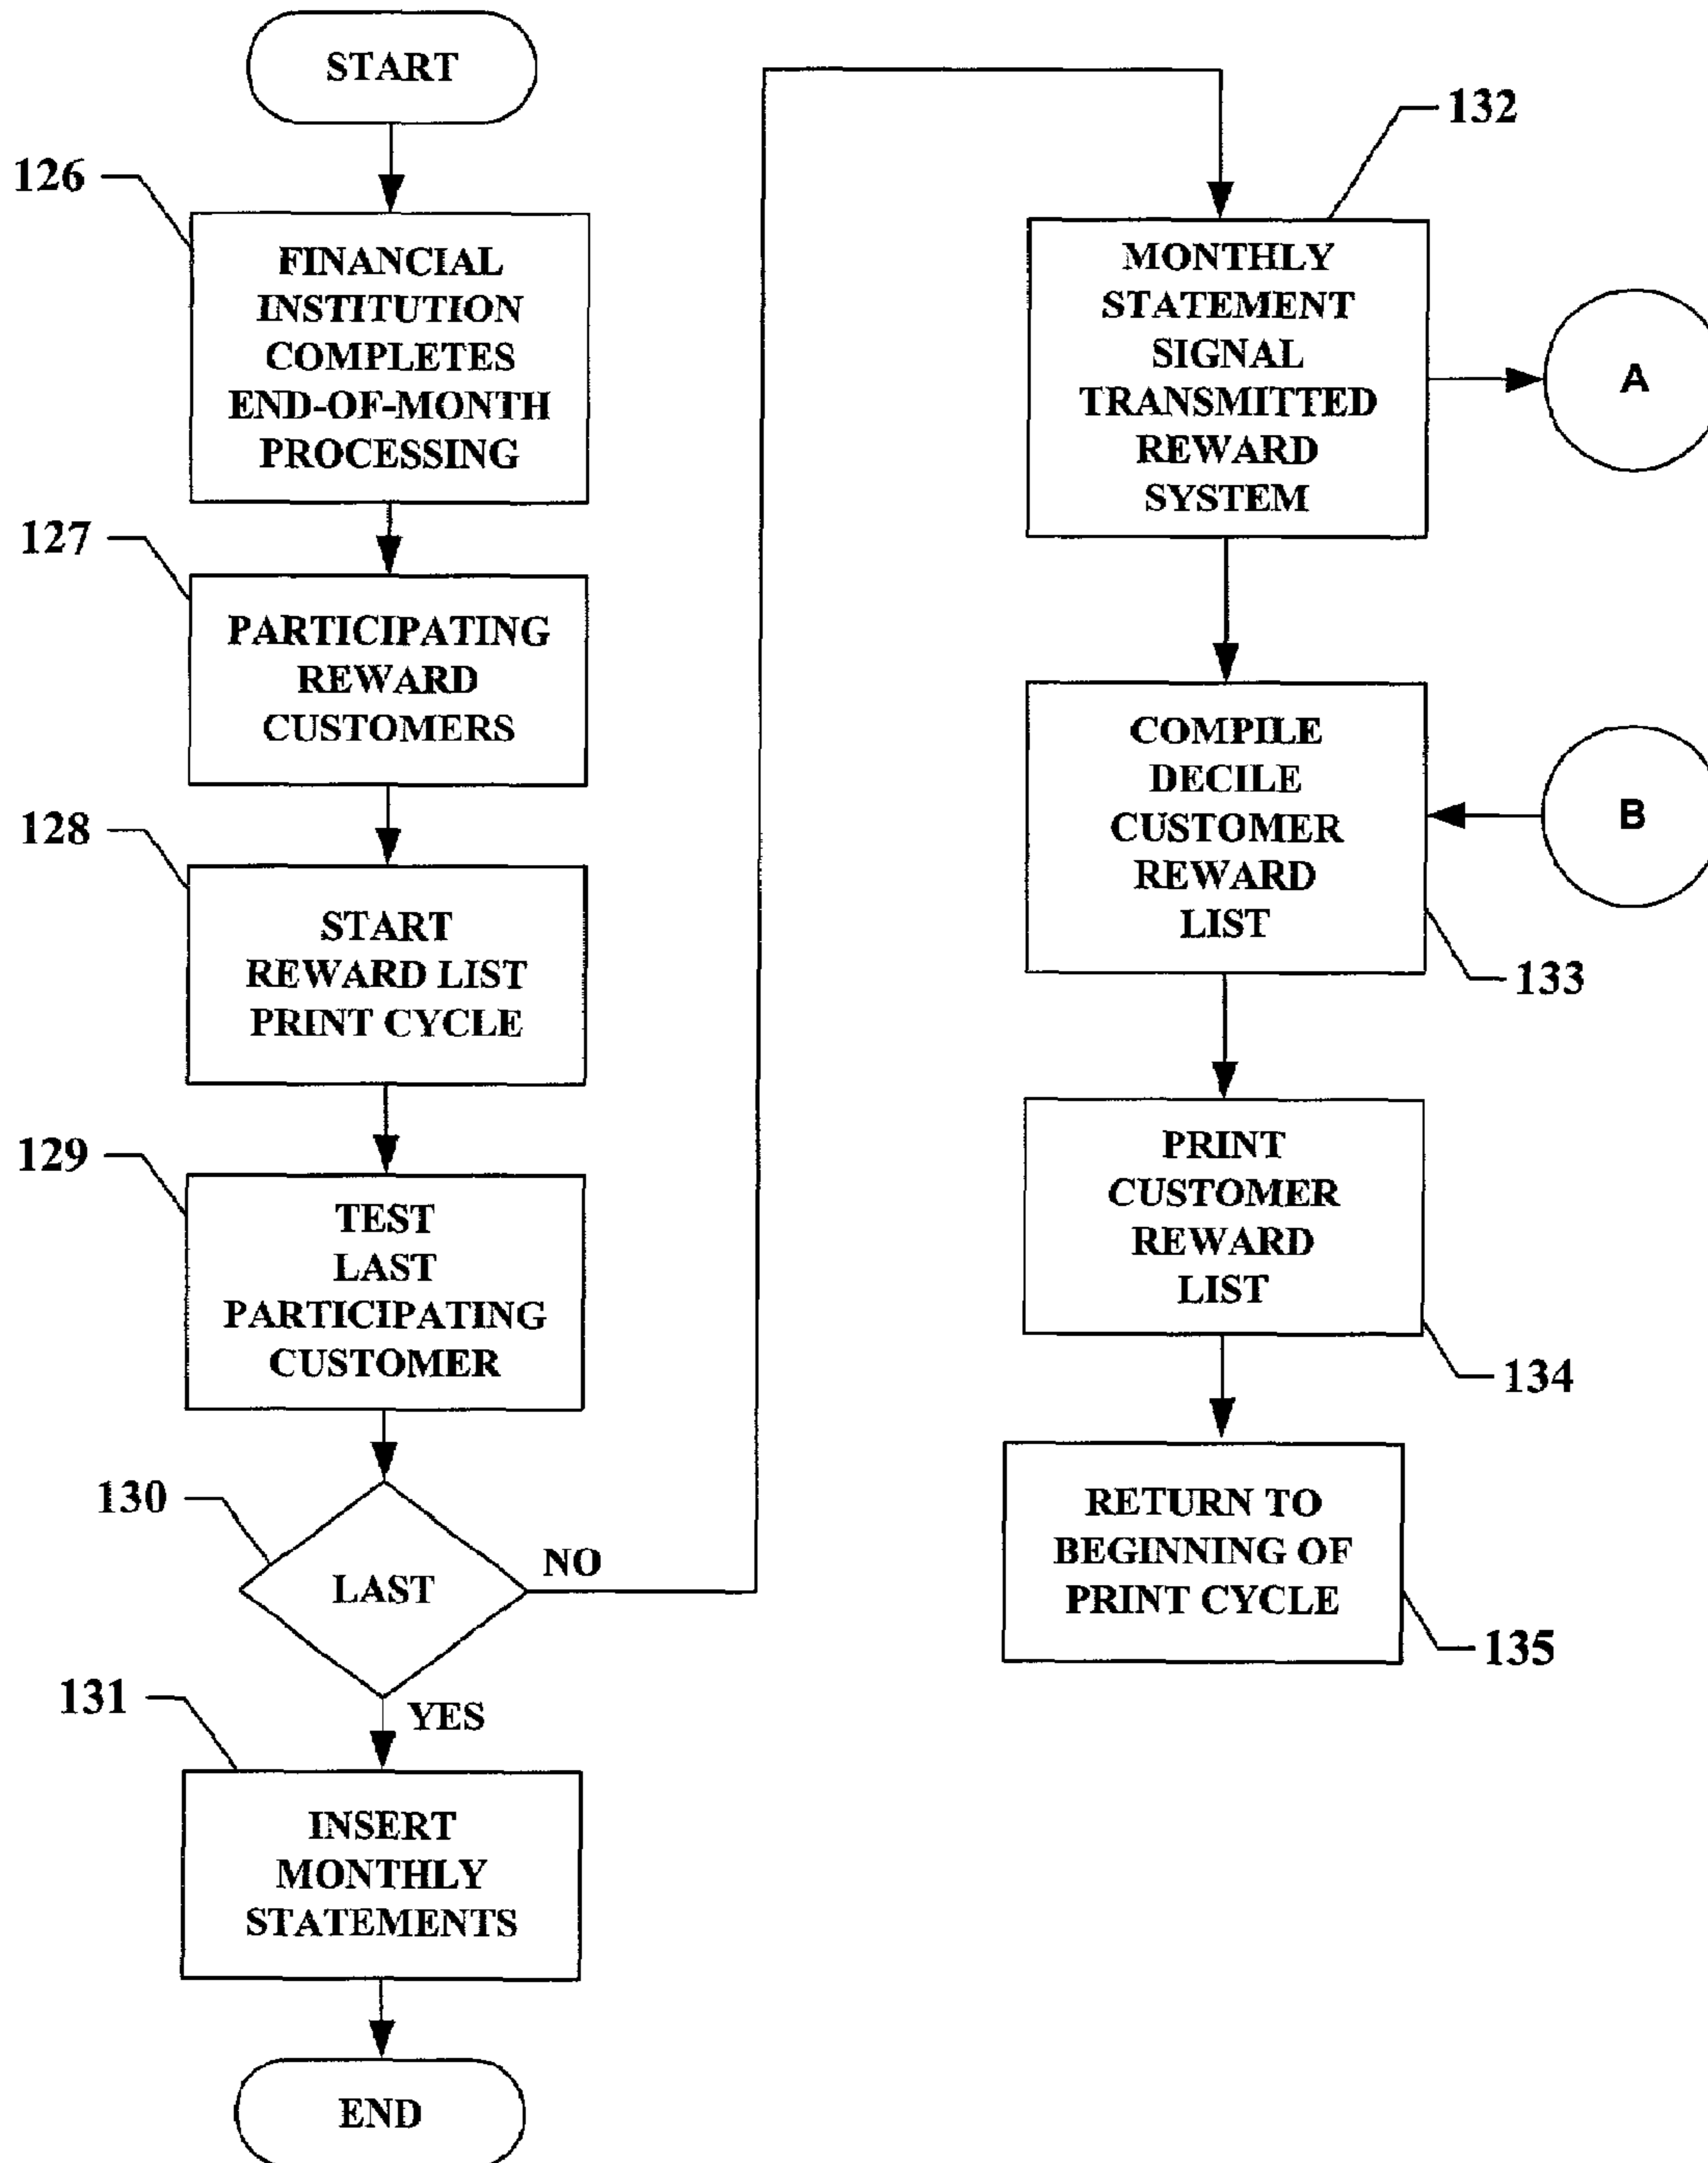 START
126
FINANCIAL
INSTITUTION
COMPLETES
END-OF-MONTH
PROCESSING
127
PARTICIPATING
REWARD
CUSTOMERS
128
START
REWARD LIST
PRINT CYCLE
129
TEST
LAST
PARTICIPATING
CUSTOMER
130
LAST
NO
YES
131
INSERT
MONTHLY
STATEMENTS
END
132
MONTHLY
STATEMENT
SIGNAL
TRANSMITTED
REWARD
SYSTEM
A
COMPILE
DECILE
CUSTOMER
REWARD
LIST
B
133
PRINT
CUSTOMER
REWARD
LIST
134
RETURN TO
BEGINNING OF
PRINT CYCLE
135